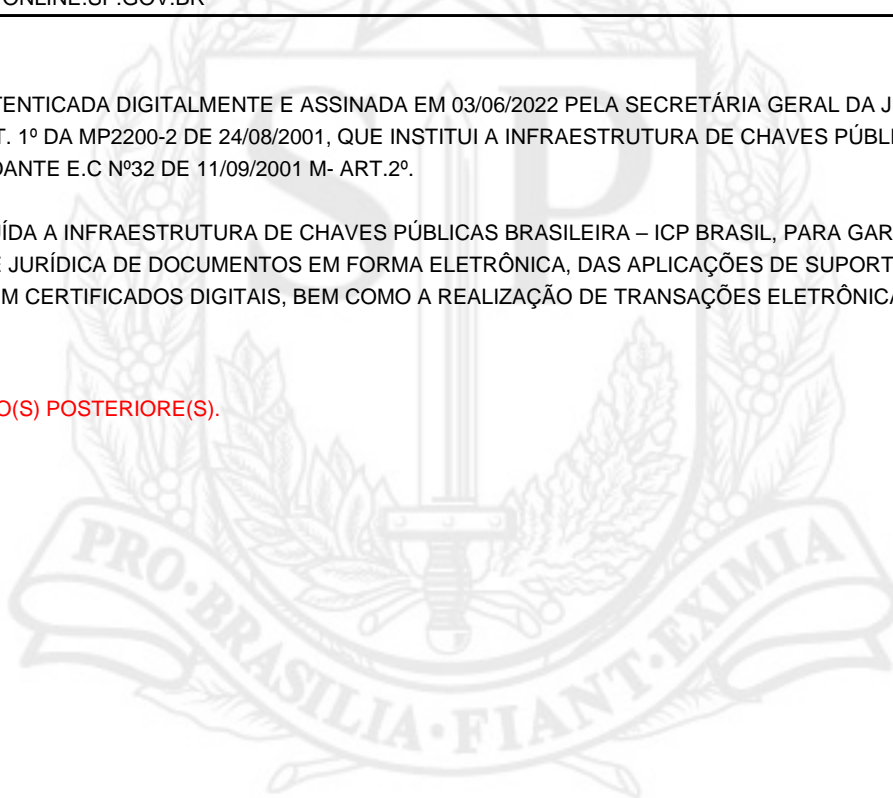 ONLINE.SP.GOV.BR
TENTICADA DIGITALMENTE E ASSINADA EM 03/06/2022 PELA SECRETÁRIA GERAL DA J
T. 1º DA MP2200-2 DE 24/08/2001, QUE INSTITUI A INFRAESTRUTURA DE CHAVES PÚBL
DANTE E.C Nº32 DE 11/09/2001 M- ART.2º.
ÍDA A INFRAESTRUTURA DE CHAVES PÚBLICAS BRASILEIRA – ICP BRASIL, PARA GAR
E JURÍDICA DE DOCUMENTOS EM FORMA ELETRÔNICA, DAS APLICAÇÕES DE SUPORT
M CERTIFICADOS DIGITAIS, BEM COMO A REALIZAÇÃO DE TRANSAÇÕES ELETRÔNICA
O(S) POSTERIORE(S).
SP
PRO·BRASILIA·FIANT·EXIMIA